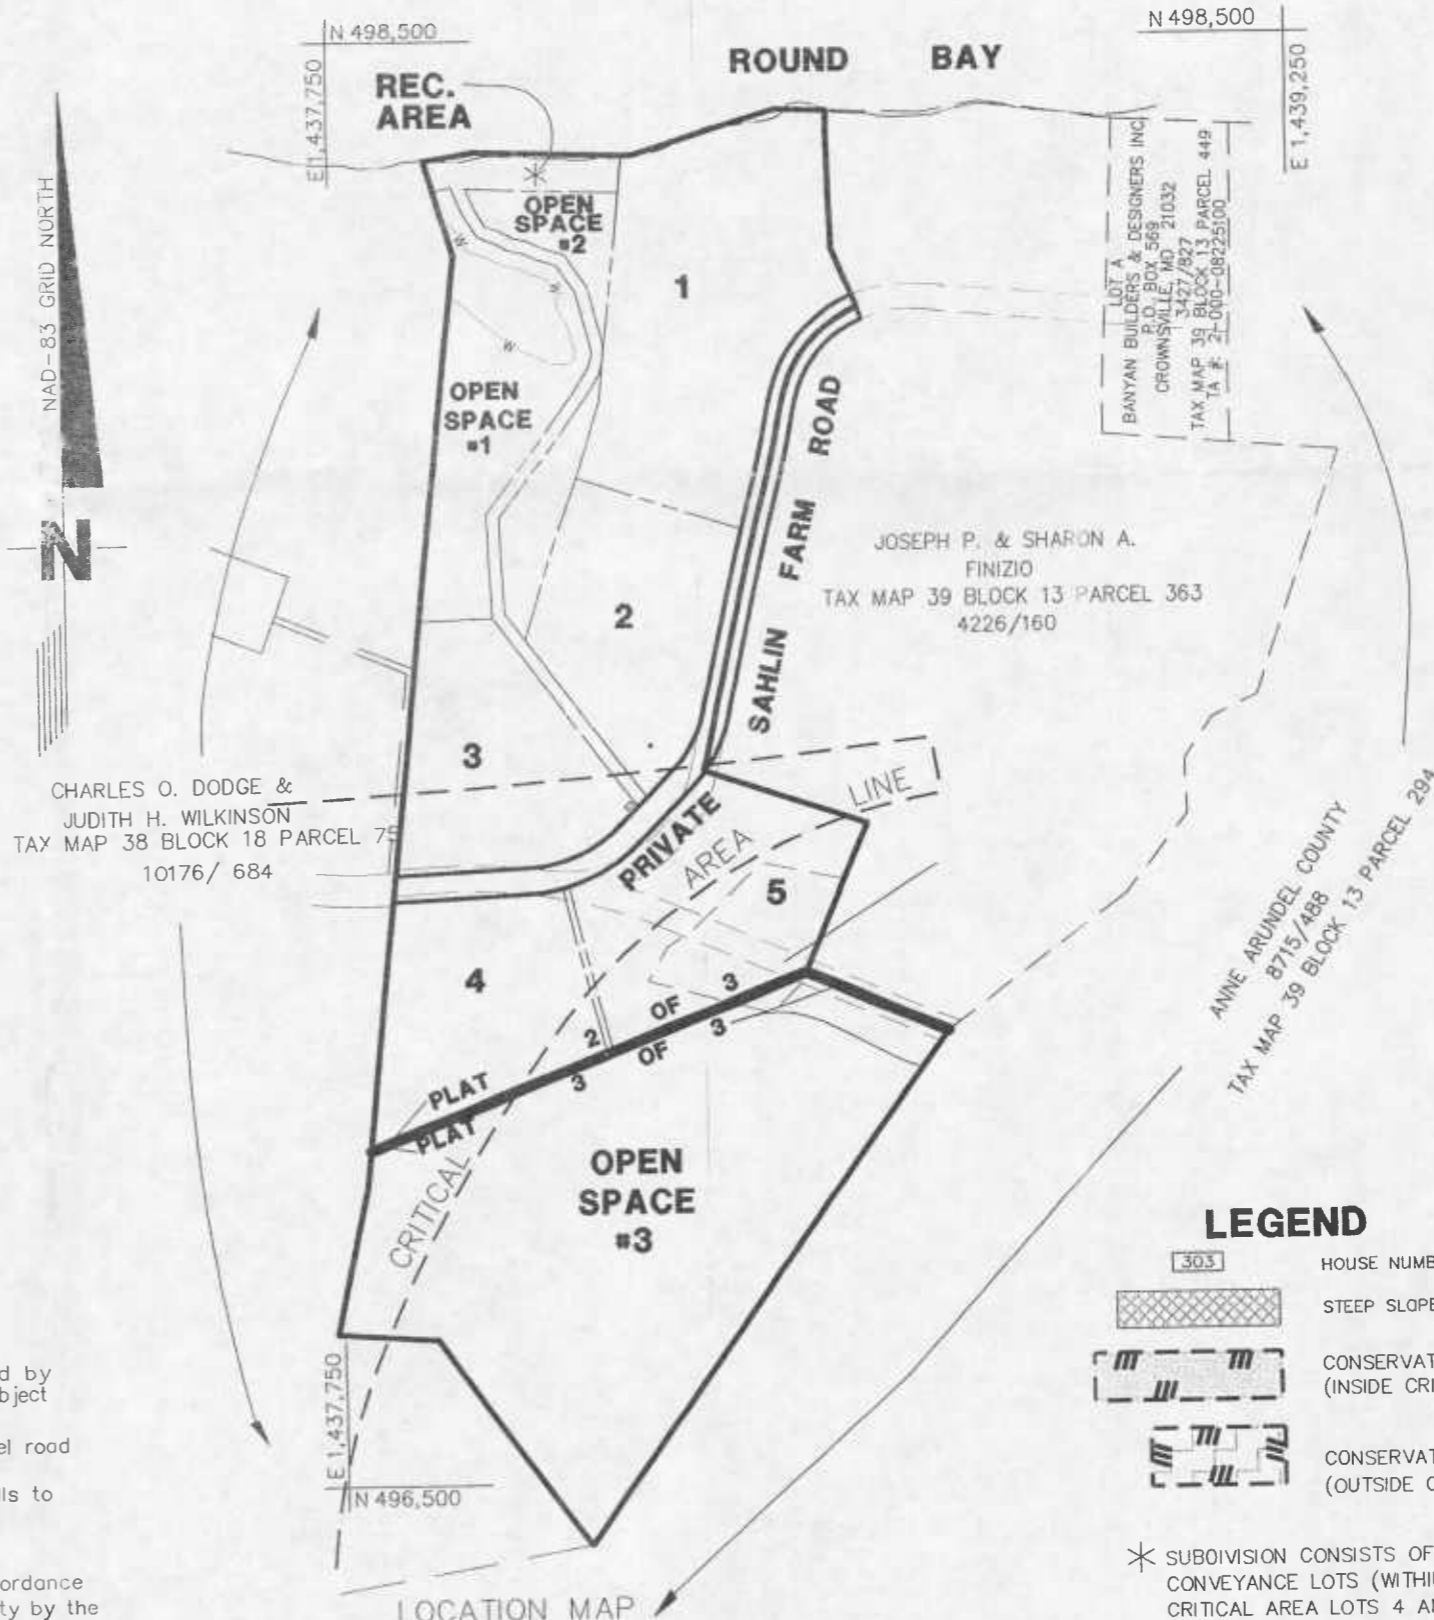 N 498,500
E 1,437,750
REC.
AREA
ROUND BAY
N 498,500
E 1,439,250
NAD-83 GRID NORTH
N
OPEN
SPACE
#2
W
W
W
1
OPEN
SPACE
#1
LOT A
BANYAN BUILDERS & DESIGNERS INC
P.O. BOX 569
CROWNSVILLE, MD 21032
3427/827
TAX MAP 39 BLOCK 13 PARCEL 449
TA #: 2-000-08225100
SAHLIN FARM ROAD
JOSEPH P. & SHARON A.
FINIZIO
TAX MAP 39 BLOCK 13 PARCEL 363
4226/160
2
3
CHARLES O. DODGE &
JUDITH H. WILKINSON
TAX MAP 38 BLOCK 18 PARCEL 75
10176/ 684
PRIVATE
CRITICAL AREA LINE
5
4
PLAT 2 OF 3
PLAT 3 OF 3
ANNE ARUNDEL COUNTY
8715/488
TAX MAP 39 BLOCK 13 PARCEL 294
OPEN
SPACE
#3
E 1,437,750
N 496,500
LOCATION MAP
LEGEND
303 HOUSE NUMB
STEEP SLOPE
CONSERVAT
(INSIDE CRI
CONSERVAT
(OUTSIDE C
* SUBDIVISION CONSISTS OF
CONVEYANCE LOTS (WITHI
CRITICAL AREA LOTS 4 A
d by
bject
el road
lls to
ordance
ty by the